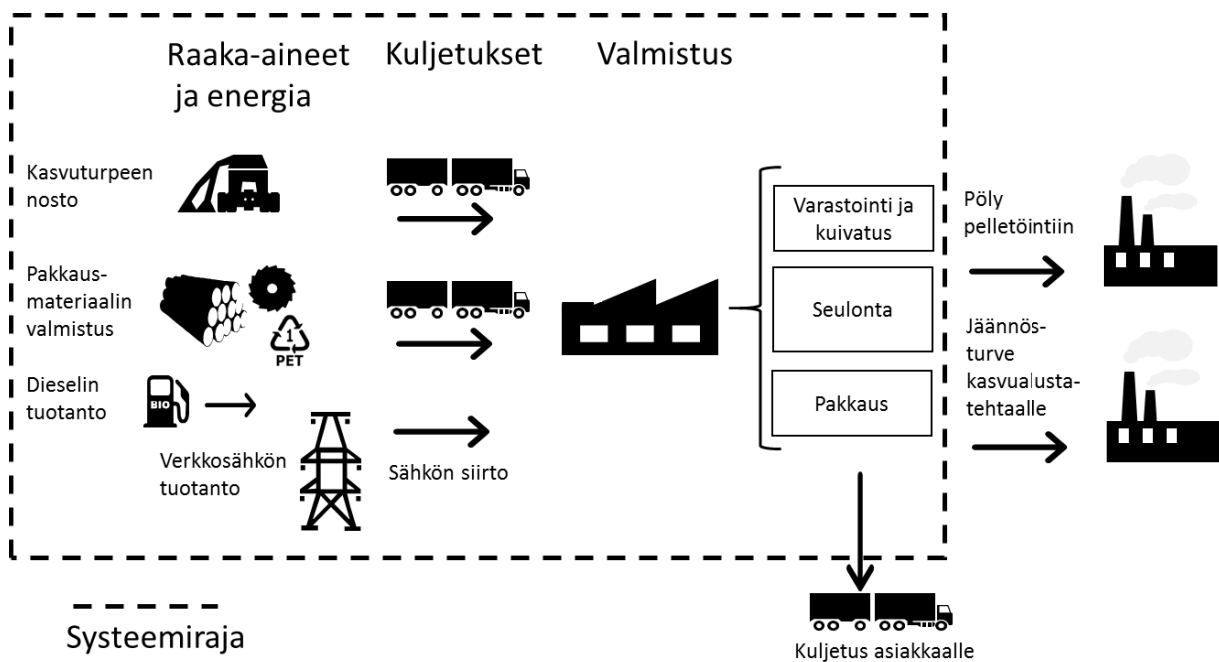 Raaka-aineet
ja energia
Kuljetukset
Valmistus
Kasvuturpeen
nosto
Pakkaus-
materiaalin
valmistus
1
PET
Dieselin
tuotanto
BIO
Verkkosähkön
tuotanto
Sähkön siirto
Varastointi ja
kuivatus
Seulonta
Pakkaus
Pöly
pelletöintiin
Jäännös-
turve
kasvualusta-
tehtaalle
Kuljetus asiakkaalle
Systeemiraja